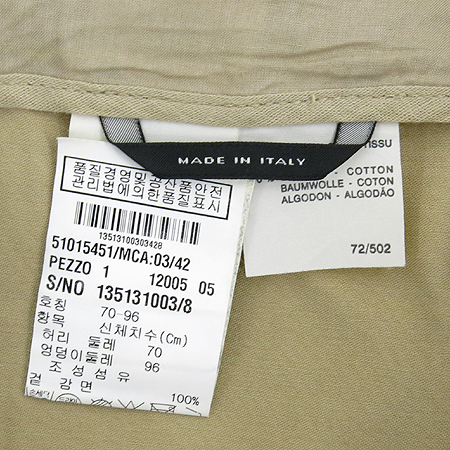 MADE IN ITALY
TISSU
- COTTON
BAUMWOLLE - COTON
ALGODON - ALGODÃO
72/502
품질경영및공산품안전
관리법에의한품질표시
13513100303428
51015451/MCA:03/42
PEZZO 1 12005 05
S/NO 135131003/8
호칭 70-96
항목 신체치수(Cm)
허리 둘레 70
엉덩이둘레 96
조성섬유
겉감면 100%